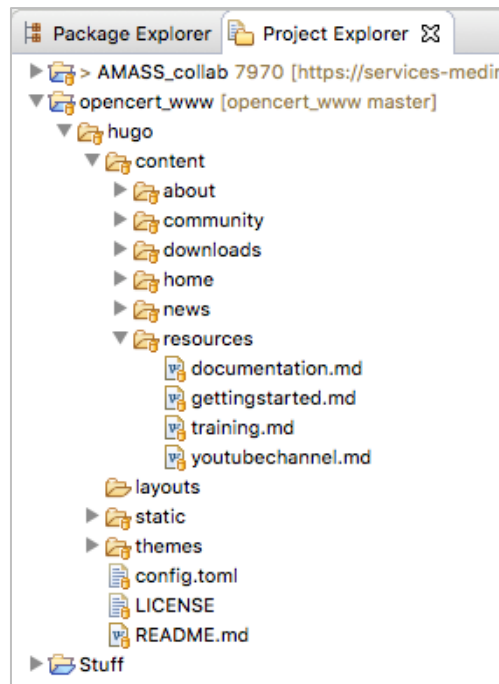 Package Explorer Project Explorer
> AMASS_collab 7970 [https://services-medin
opencert_www [opencert_www master]
hugo
content
about
community
downloads
home
news
resources
documentation.md
gettingstarted.md
training.md
youtubechannel.md
layouts
static
themes
config.toml
LICENSE
README.md
Stuff